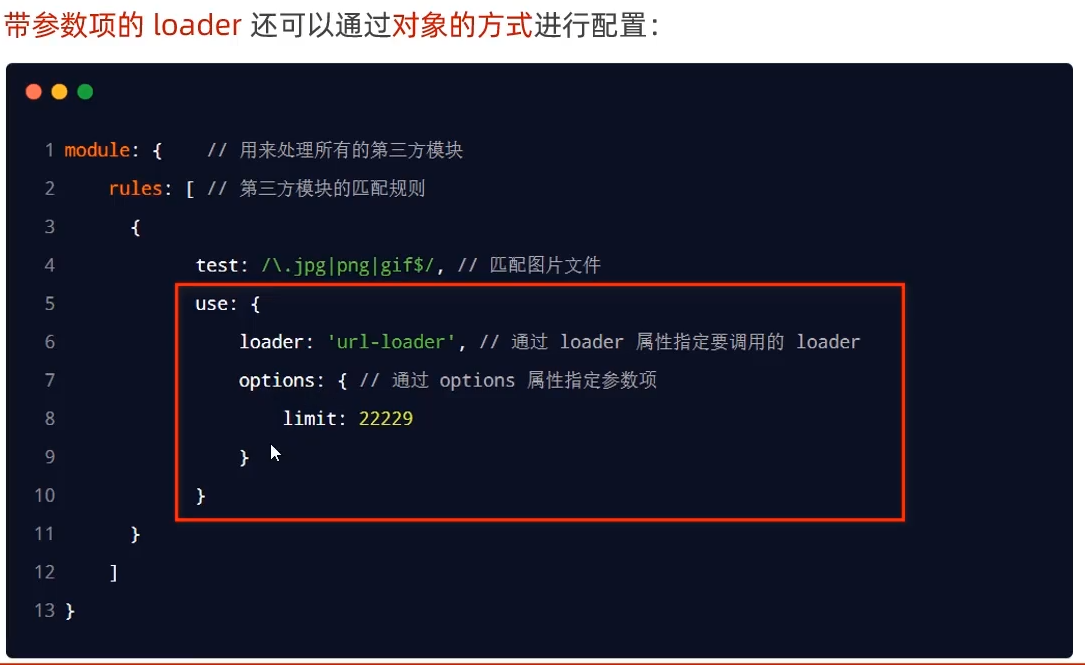 带参数项的 loader 还可以通过对象的方式进行配置：
1 module: {    // 用来处理所有的第三方模块
2     rules: [ // 第三方模块的匹配规则
3       {
4             test: /\.jpg|png|gif$/, // 匹配图片文件
5             use: {
6                 loader: 'url-loader', // 通过 loader 属性指定要调用的 loader
7                 options: { // 通过 options 属性指定参数项
8                     limit: 22229
9                 }
10            }
11      }
12    ]
13 }